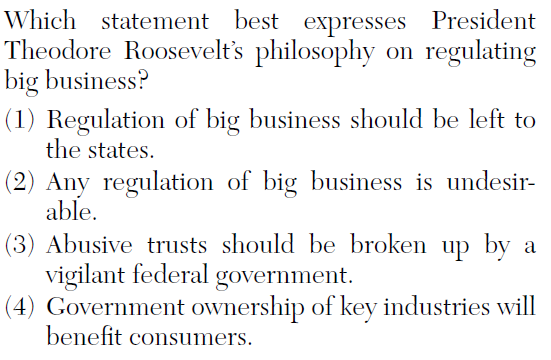 Which statement best expresses President
Theodore Roosevelt’s philosophy on regulating
big business?
(1) Regulation of big business should be left to
the states.
(2) Any regulation of big business is undesir-
able.
(3) Abusive trusts should be broken up by a
vigilant federal government.
(4) Government ownership of key industries will
benefit consumers.